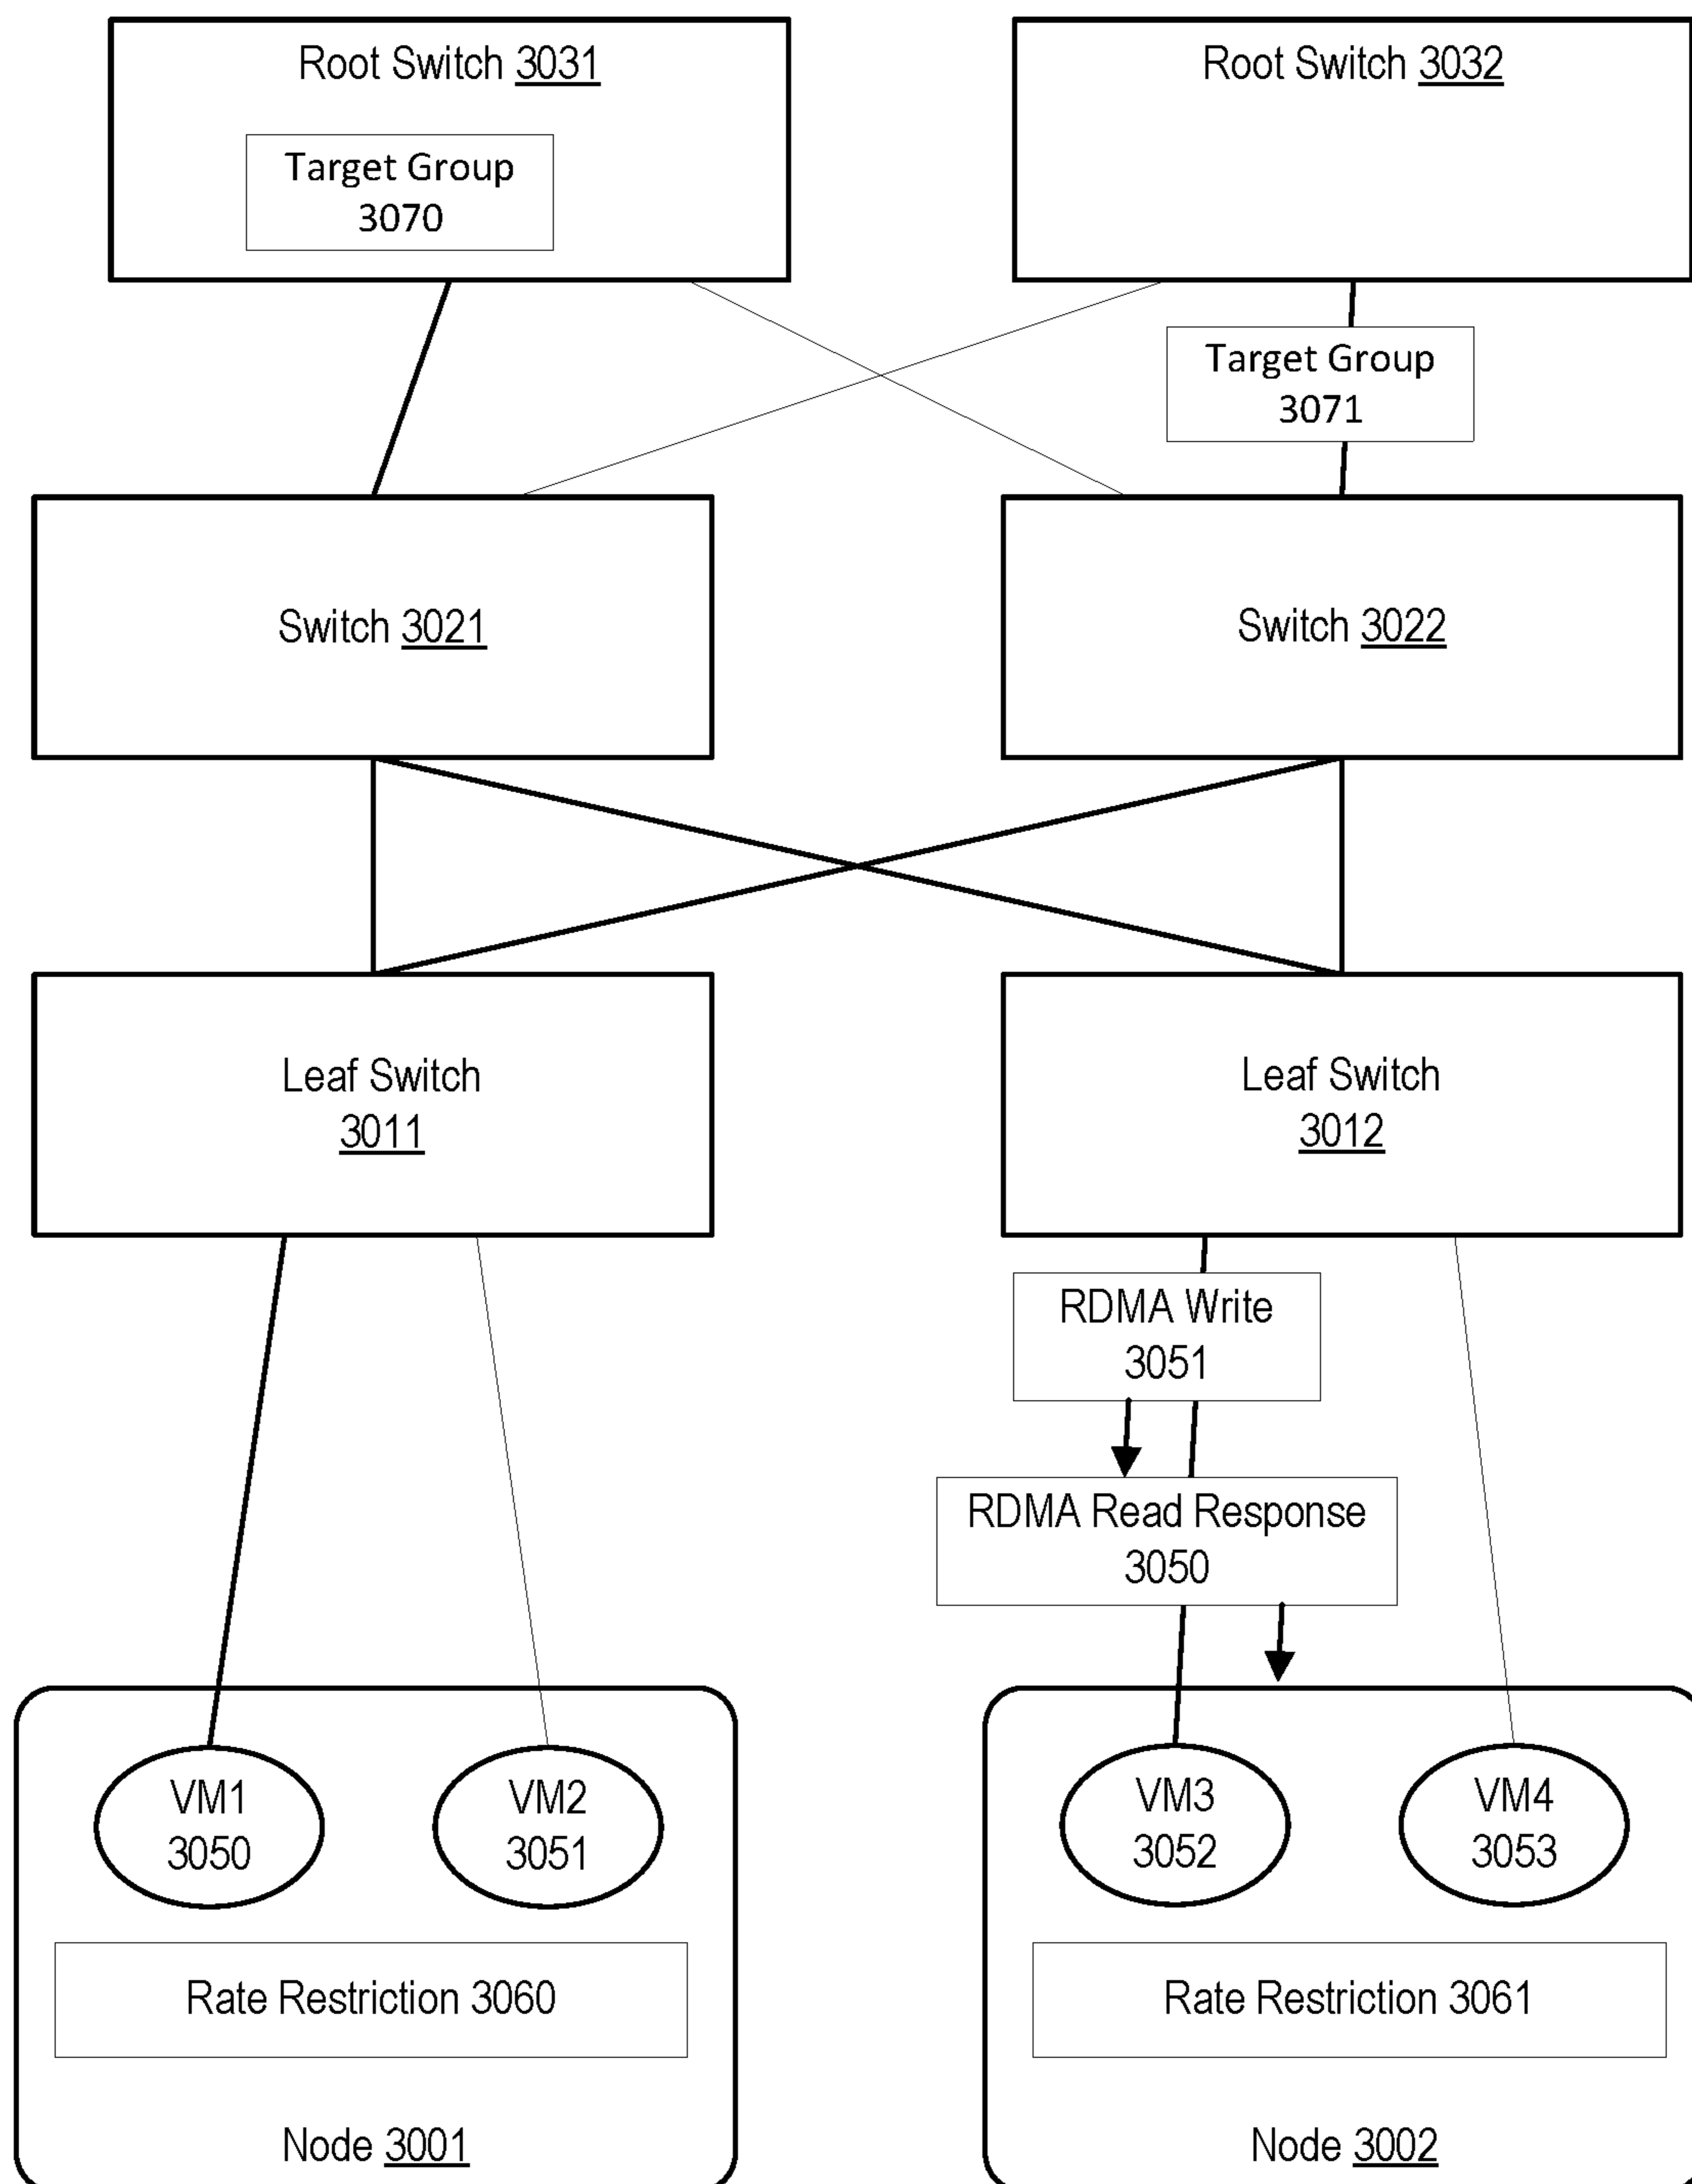 Root Switch 3031
Root Switch 3032
Target Group
3070
Target Group
3071
Switch 3021
Switch 3022
Leaf Switch
3011
Leaf Switch
3012
RDMA Write
3051
RDMA Read Response
3050
VM1
3050
VM2
3051
VM3
3052
VM4
3053
Rate Restriction 3060
Rate Restriction 3061
Node 3001
Node 3002